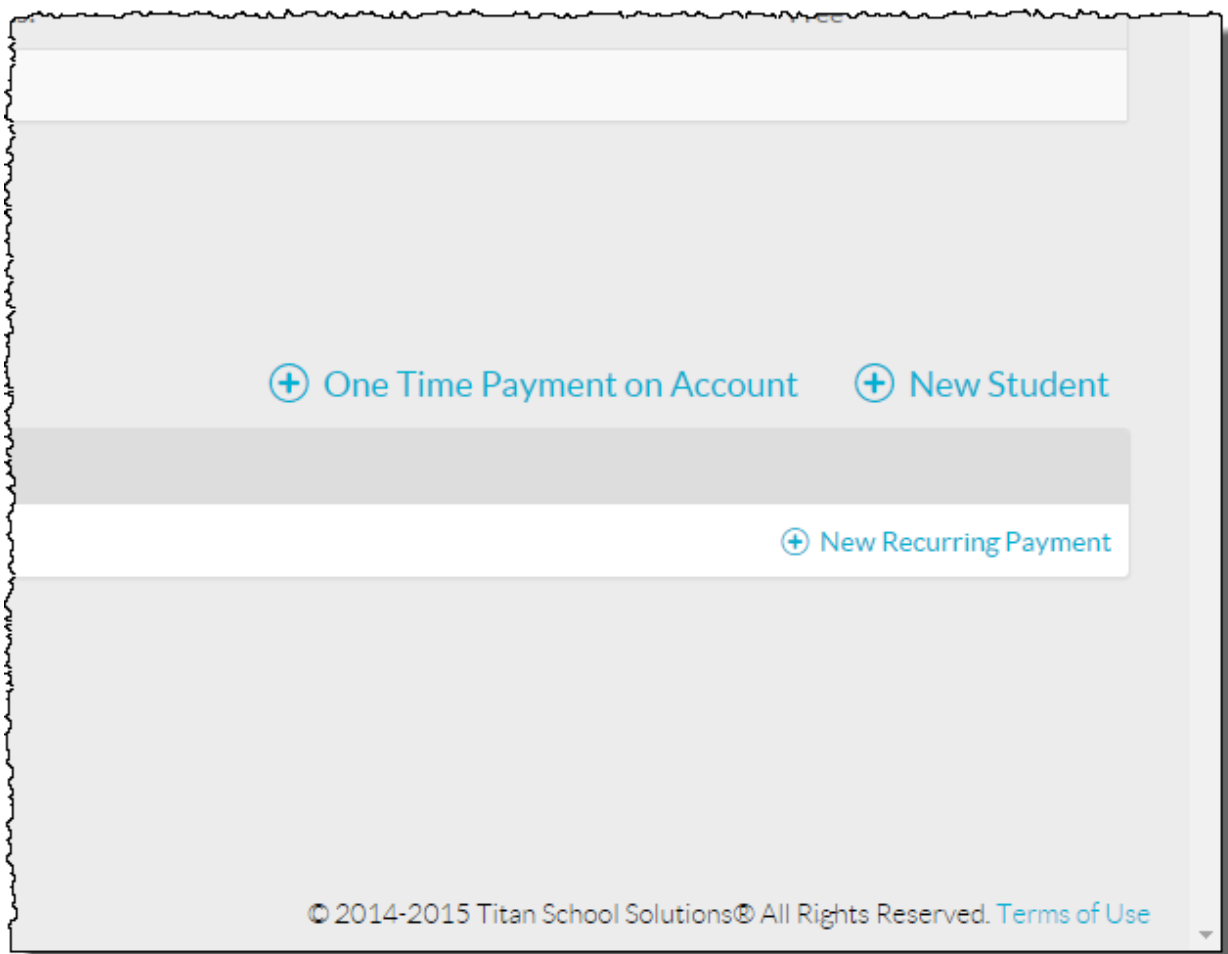 One Time Payment on Account New Student
New Recurring Payment
© 2014-2015 Titan School Solutions® All Rights Reserved. Terms of Use